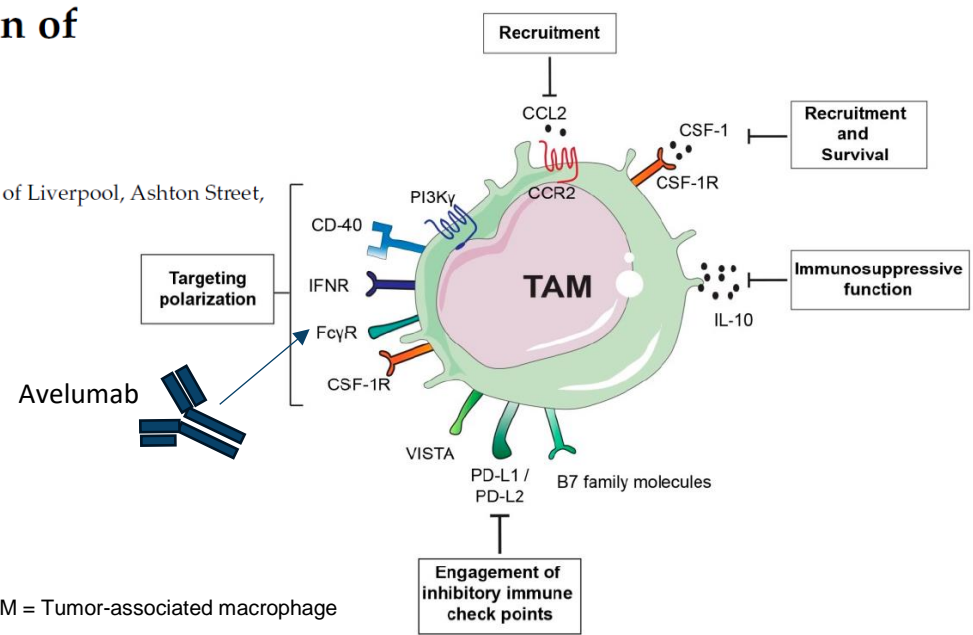 n of
of Liverpool, Ashton Street,
Recruitment
CCL2
CCR2
CSF-1
CSF-1R
Recruitment
and
Survival
PI3Kγ
CD-40
IFNR
FcγR
CSF-1R
Targeting
polarization
TAM
Immunosuppressive
function
IL-10
Avelumab
VISTA
PD-L1 /
PD-L2
B7 family molecules
Engagement of
inhibitory immune
check points
M = Tumor-associated macrophage